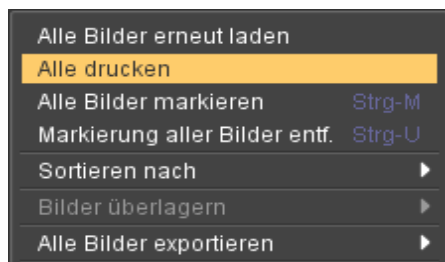 Alle Bilder erneut laden
Alle drucken
Alle Bilder markieren Strg-M
Markierung aller Bilder entf. Strg-U
Sortieren nach
Bilder überlagern
Alle Bilder exportieren